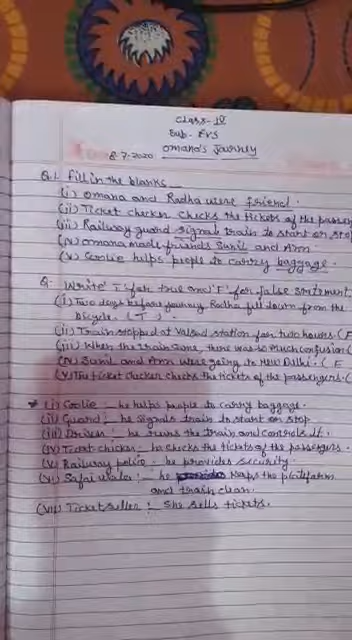 Class-IV
Sub. EVS
8.7.2020 Omana's Journey
Q.1. fill in the blanks
(i) Omana and Radha were friend.
(ii) Ticket checker checks the tickets of the passen
(iii) Railway guard signals train to start or stop
(iv) Omana made friends Sunil and Ann
(v) Coolie helps people to carry baggage.
Q. Write 'T' for true and 'F' for false statement
(i) Two days before journey Radha fell down from the
bicycle. (T).
(ii) Train stopped at Valsad station for two hours. (F
(iii) When the train came, there was so much confusion (
(iv) Sunil and Ann were going to New Delhi. (F
(v) The ticket checker checks the tickets of the passengers. (
(i) Coolie :- he helps people to carry baggage.
(ii) Guard :- he signals train to start or stop
(iii) Driver :- he runs the train and controls it.
(iv) Ticket checker :- he checks the tickets of the passengers.
(v) Railway police - he provides security.
(vi) Safai wala :- he keeps the platform
and train clean.
(vii) Ticket seller :- She sells tickets.